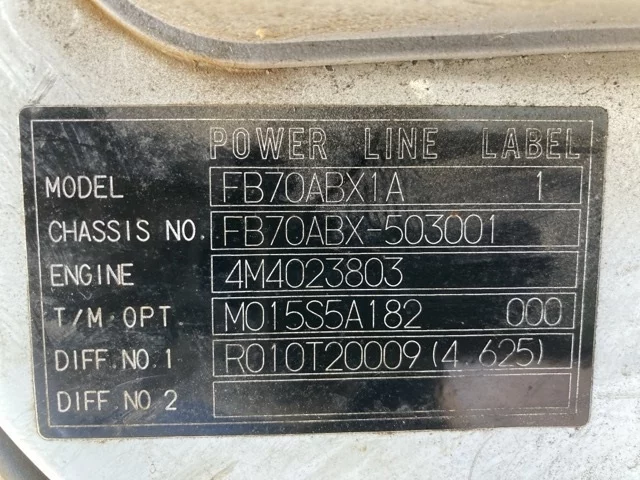 POWER LINE LABEL
MODEL FB70ABX1A 1
CHASSIS NO. FB70ABX-503001
ENGINE 4M4023803
T/M OPT M015S5A182 000
DIFF.NO.1 R010T20009(4.625)
DIFF.NO.2